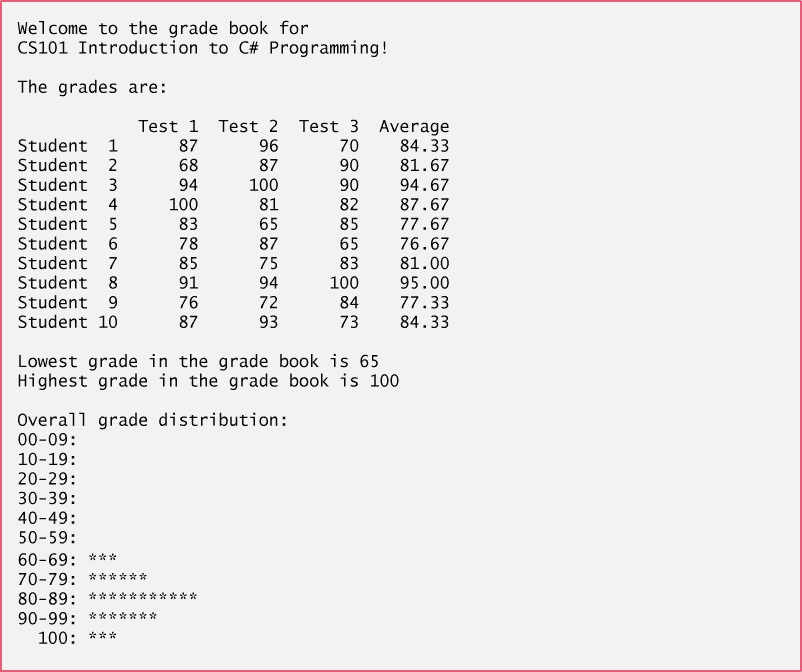 Welcome to the grade book for
CS101 Introduction to C# Programming!
The grades are:
            Test 1  Test 2  Test 3  Average
Student  1      87      96      70    84.33
Student  2      68      87      90    81.67
Student  3      94     100      90    94.67
Student  4     100      81      82    87.67
Student  5      83      65      85    77.67
Student  6      78      87      65    76.67
Student  7      85      75      83    81.00
Student  8      91      94     100    95.00
Student  9      76      72      84    77.33
Student 10      87      93      73    84.33
Lowest grade in the grade book is 65
Highest grade in the grade book is 100
Overall grade distribution:
00-09:
10-19:
20-29:
30-39:
40-49:
50-59:
60-69: ***
70-79: ******
80-89: ***********
90-99: *******
  100: ***